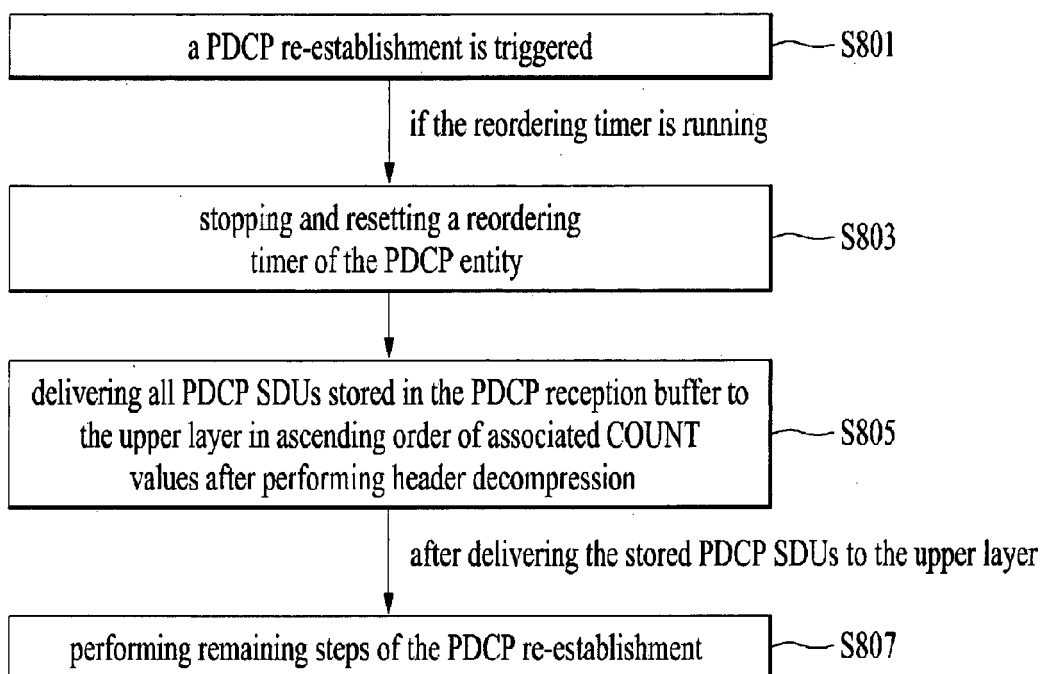 a PDCP re-establishment is triggered
S801
if the reordering timer is running
stopping and resetting a reordering
timer of the PDCP entity
S803
delivering all PDCP SDUs stored in the PDCP reception buffer to
the upper layer in ascending order of associated COUNT
values after performing header decompression
S805
after delivering the stored PDCP SDUs to the upper layer
performing remaining steps of the PDCP re-establishment
S807